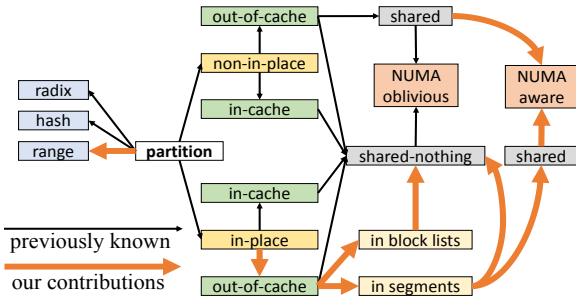 out-of-cache
shared
non-in-place
NUMA
oblivious
NUMA
aware
radix
in-cache
hash
range
partition
shared-nothing
shared
in-cache
previously known
in-place
in block lists
our contributions
out-of-cache
in segments